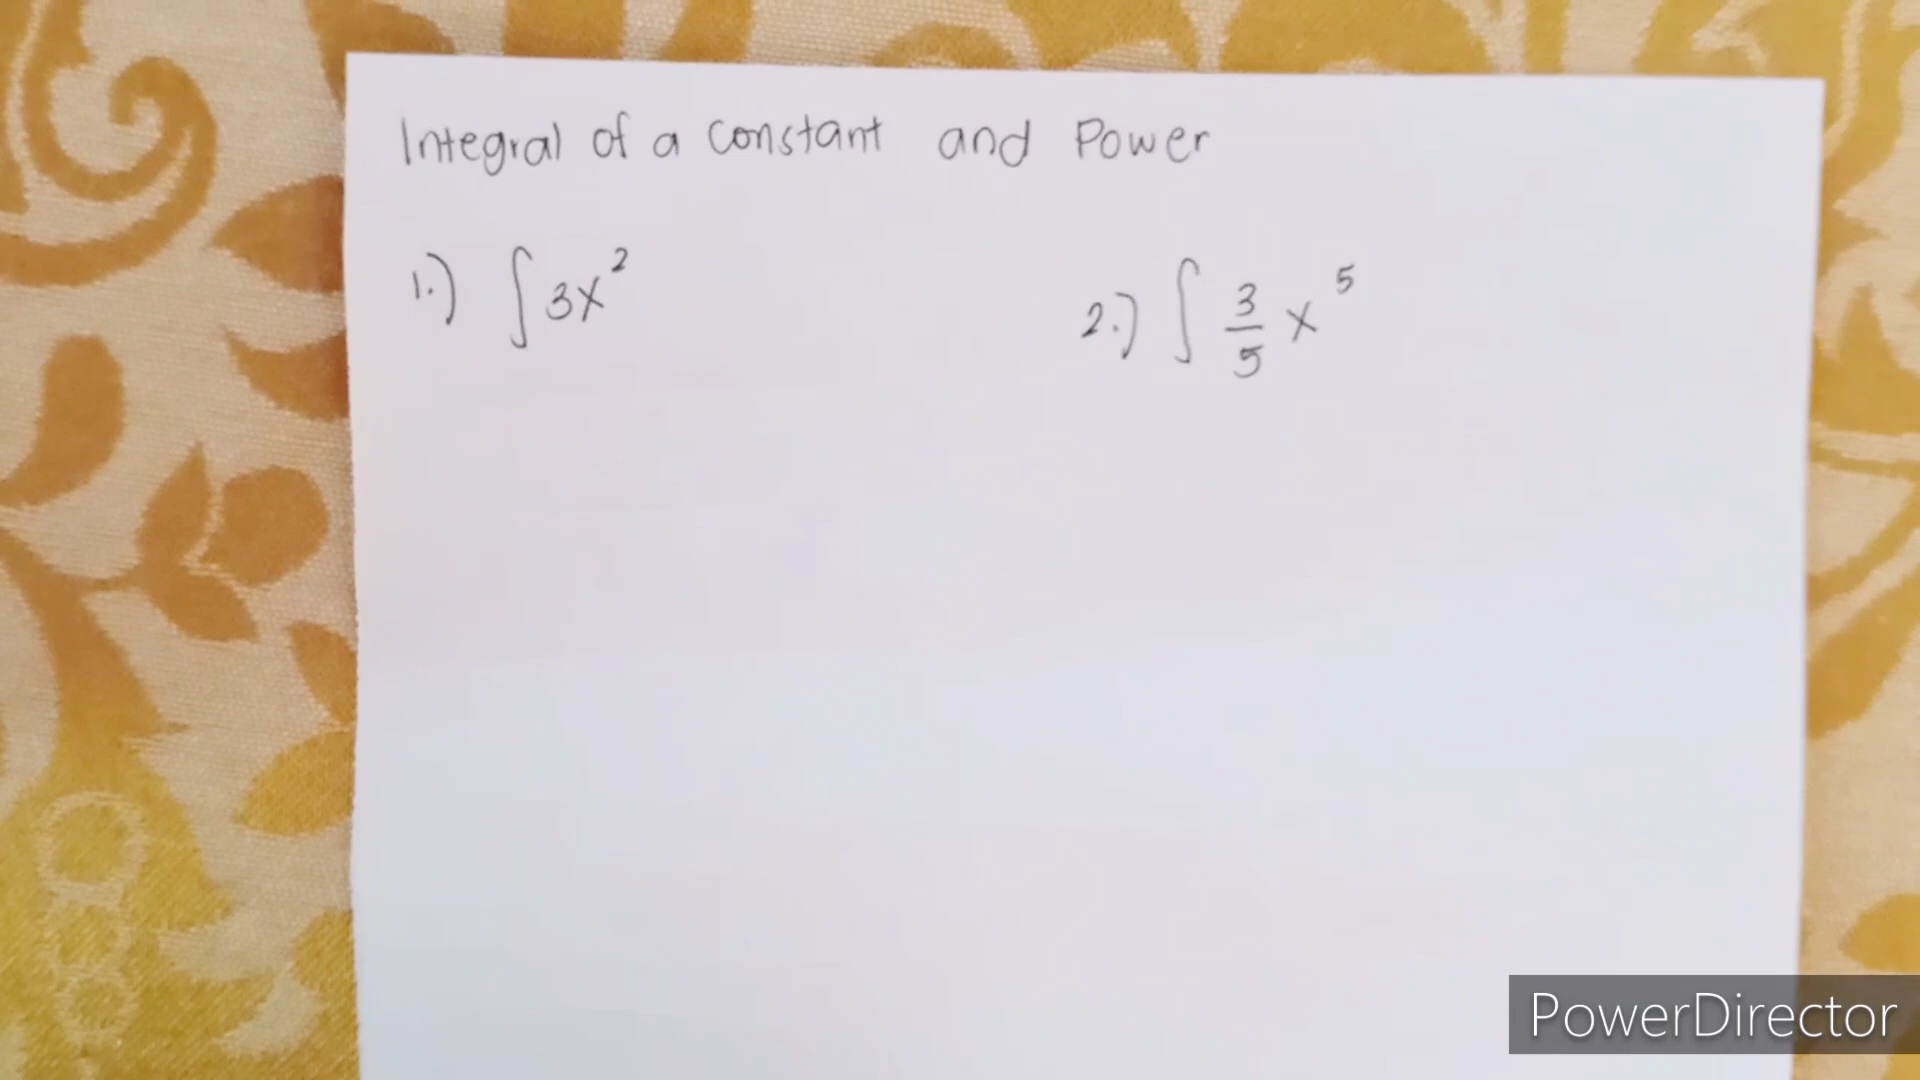 Integral of a constant and Power
1.) ∫ 3x²
2.) ∫ 3/5 x⁵
PowerDirector